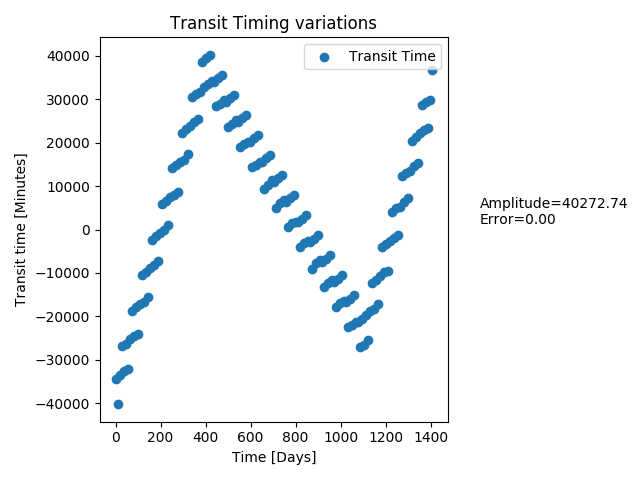 Transit Timing variations
Transit Time
40000
30000
20000
10000
0
−10000
−20000
−30000
−40000
Transit time [Minutes]
Amplitude=40272.74
Error=0.00
0 200 400 600 800 1000 1200 1400
Time [Days]